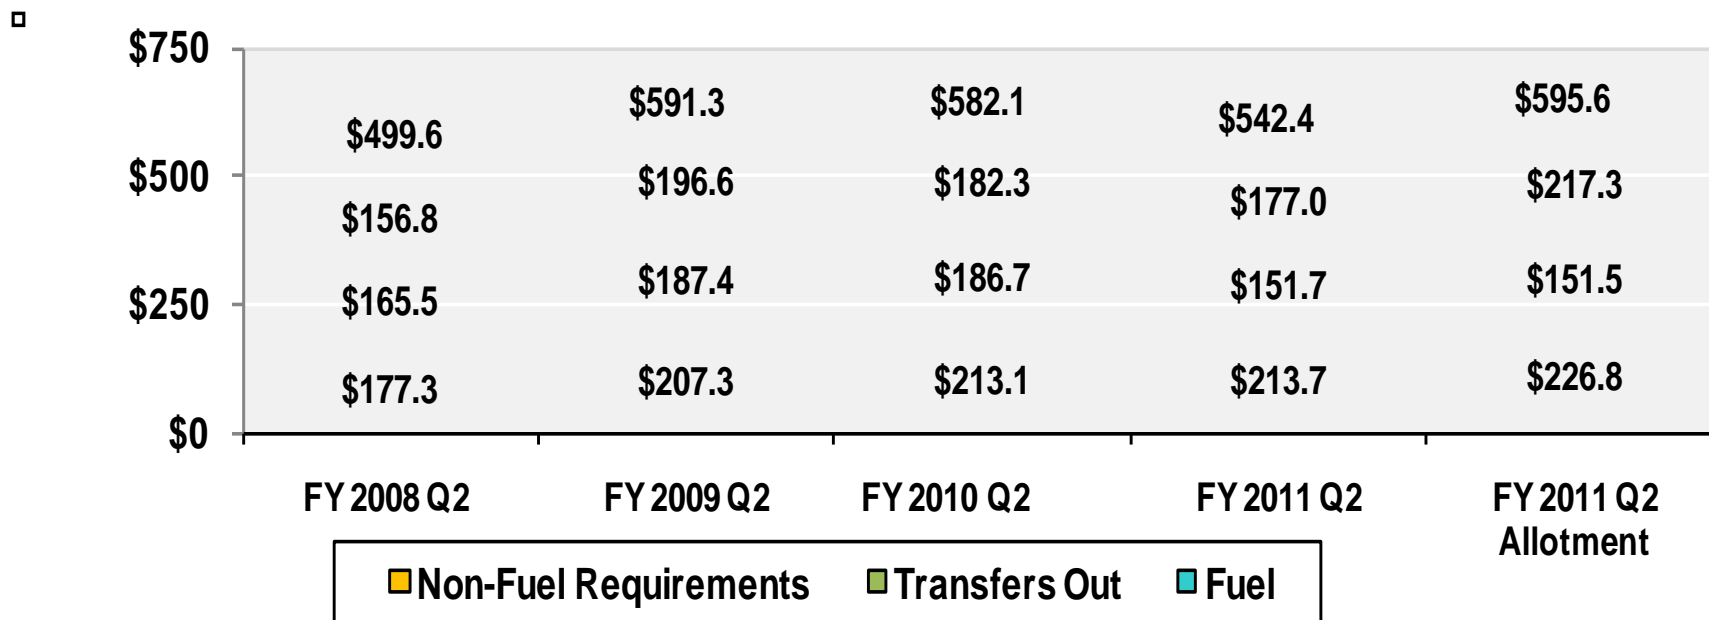 $750
$499.6 $591.3 $582.1 $542.4 $595.6
$500
$156.8 $196.6 $182.3 $177.0 $217.3
$250
$165.5 $187.4 $186.7 $151.7 $151.5
$177.3 $207.3 $213.1 $213.7 $226.8
$0
FY 2008 Q2 FY 2009 Q2 FY 2010 Q2 FY 2011 Q2 FY 2011 Q2
Allotment
Non-Fuel Requirements Transfers Out Fuel